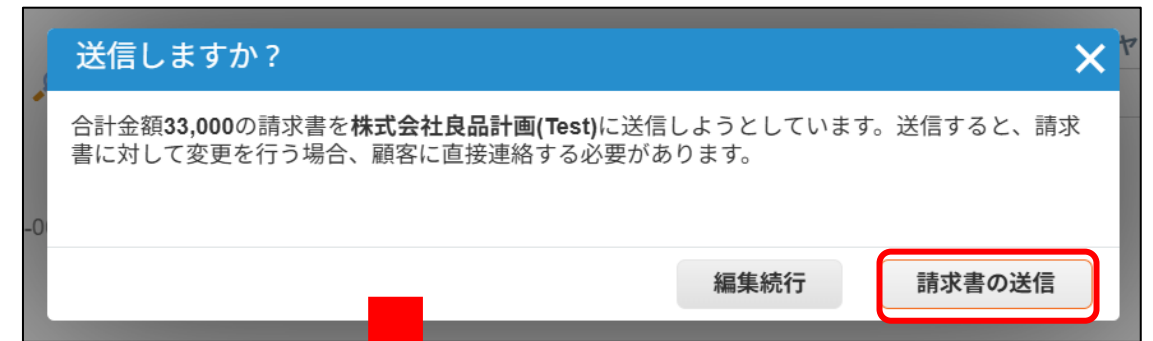 送信しますか？
ヤ
合計金額33,000の請求書を株式会社良品計画(Test)に送信しようとしています。送信すると、請求
書に対して変更を行う場合、顧客に直接連絡する必要があります。
編集続行
請求書の送信